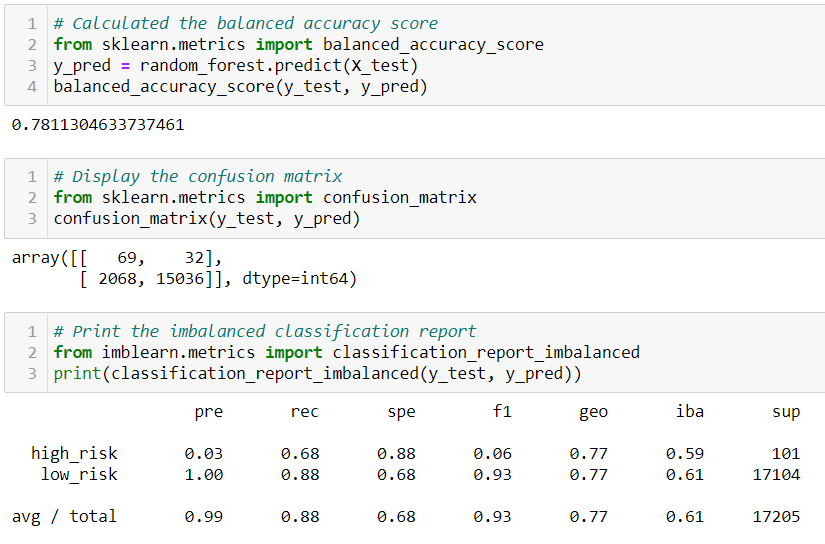 1 # Calculated the balanced accuracy score
2 from sklearn.metrics import balanced_accuracy_score
3 y_pred = random_forest.predict(X_test)
4 balanced_accuracy_score(y_test, y_pred)
0.7811304633737461
1 # Display the confusion matrix
2 from sklearn.metrics import confusion_matrix
3 confusion_matrix(y_test, y_pred)
array([[   69,    32],
       [ 2068, 15036]], dtype=int64)
1 # Print the imbalanced classification report
2 from imblearn.metrics import classification_report_imbalanced
3 print(classification_report_imbalanced(y_test, y_pred))
pre rec spe f1 geo iba sup
high_risk 0.03 0.68 0.88 0.06 0.77 0.59 101
low_risk 1.00 0.88 0.68 0.93 0.77 0.61 17104
avg / total 0.99 0.88 0.68 0.93 0.77 0.61 17205